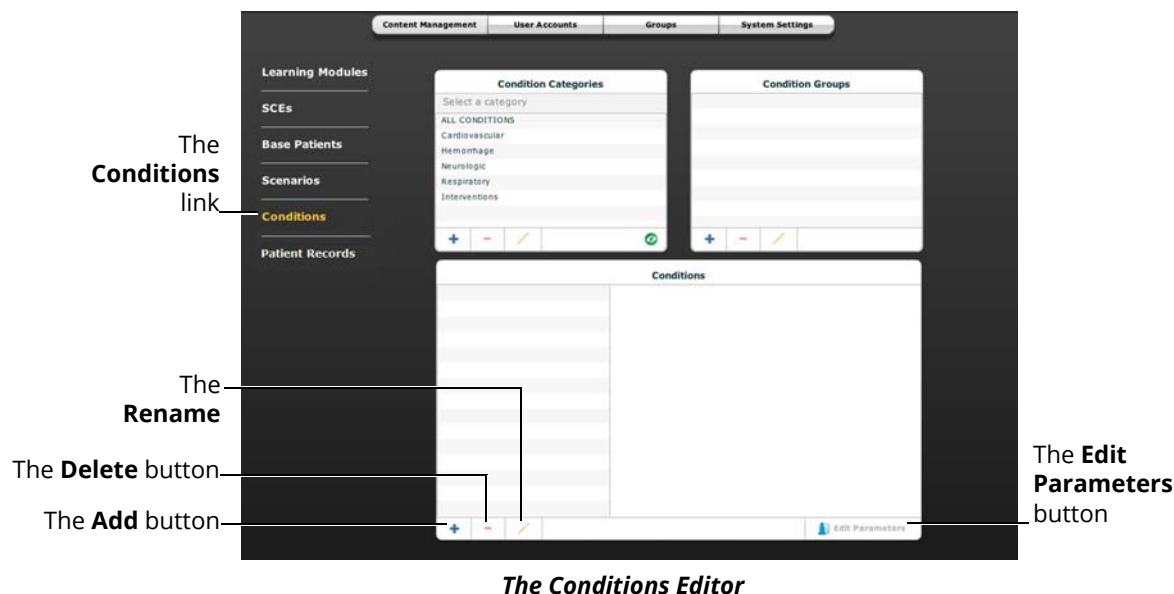 Content Management
User Accounts
Groups
System Settings
Learning Modules
SCEs
Base Patients
Scenarios
Conditions
Patient Records
Condition Categories
Select a category
ALL CONDITIONS
Cardiovascular
Hemorrhage
Neurologic
Respiratory
Interventions
Condition Groups
Conditions
Edit Parameters
The
Conditions
link
The
Rename
The Delete button
The Add button
The Edit
Parameters
button
The Conditions Editor